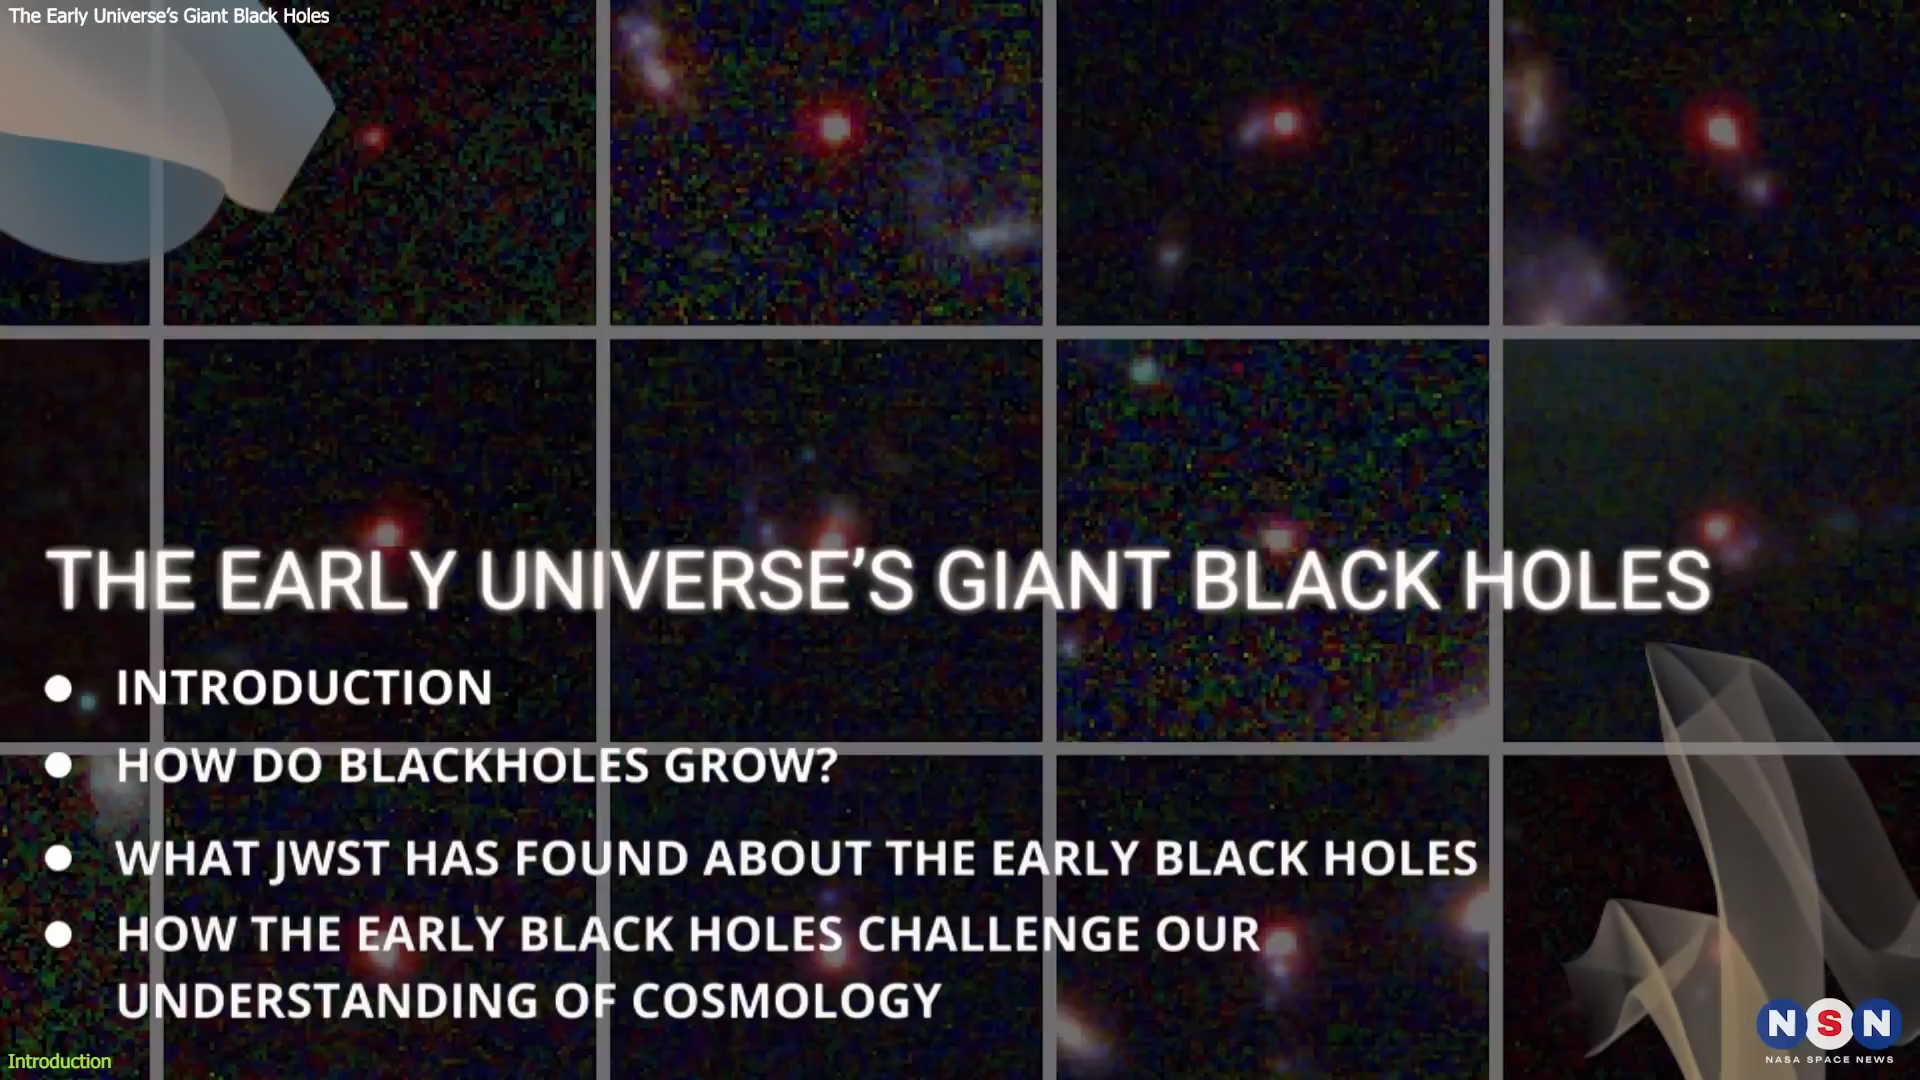 The Early Universe’s Giant Black Holes
THE EARLY UNIVERSE’S GIANT BLACK HOLES
● INTRODUCTION
● HOW DO BLACKHOLES GROW?
● WHAT JWST HAS FOUND ABOUT THE EARLY BLACK HOLES
● HOW THE EARLY BLACK HOLES CHALLENGE OUR
UNDERSTANDING OF COSMOLOGY
Introduction
NSN
NASA SPACE NEWS